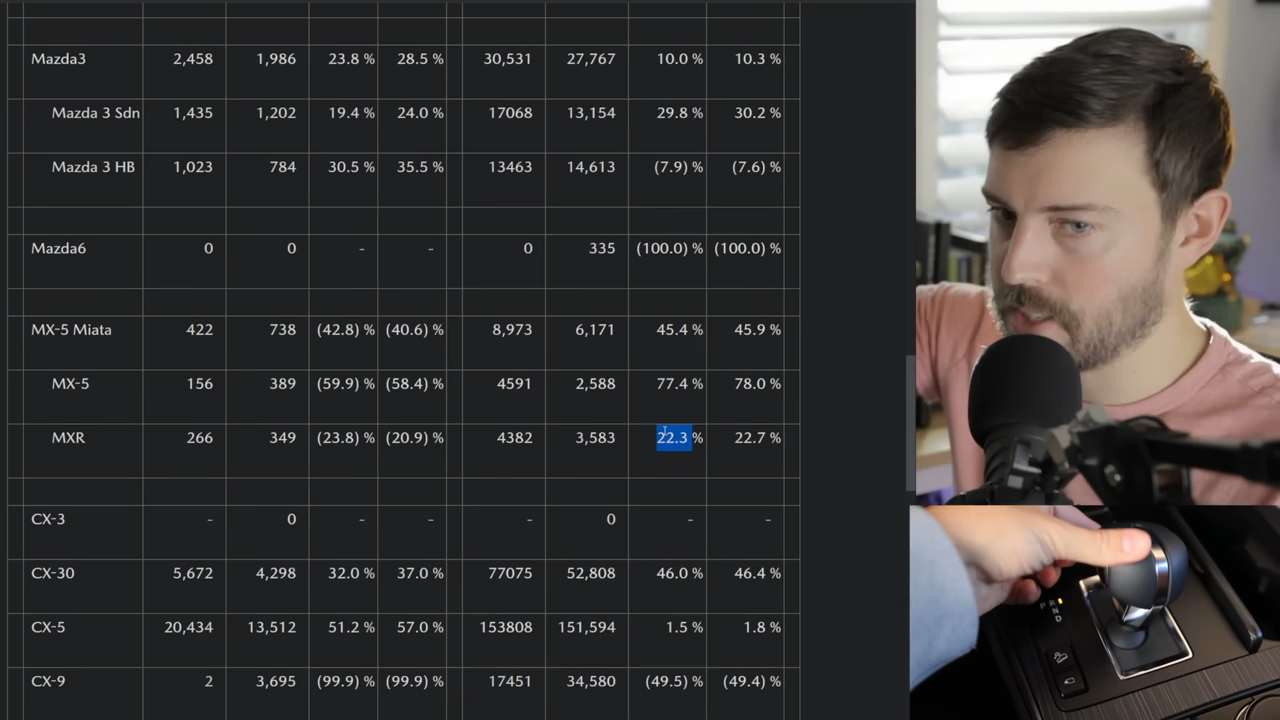 Mazda3 2,458 1,986 23.8 % 28.5 % 30,531 27,767 10.0 % 10.3 %
Mazda 3 Sdn 1,435 1,202 19.4 % 24.0 % 17068 13,154 29.8 % 30.2 %
Mazda 3 HB 1,023 784 30.5 % 35.5 % 13463 14,613 (7.9) % (7.6) %
Mazda6 0 0 - - 0 335 (100.0) % (100.0) %
MX-5 Miata 422 738 (42.8) % (40.6) % 8,973 6,171 45.4 % 45.9 %
MX-5 156 389 (59.9) % (58.4) % 4591 2,588 77.4 % 78.0 %
MXR 266 349 (23.8) % (20.9) % 4382 3,583 22.3 % 22.7 %
CX-3 - 0 - - - 0 - -
CX-30 5,672 4,298 32.0 % 37.0 % 77075 52,808 46.0 % 46.4 %
CX-5 20,434 13,512 51.2 % 57.0 % 153808 151,594 1.5 % 1.8 %
CX-9 2 3,695 (99.9) % (99.9) % 17451 34,580 (49.5) % (49.4) %
P R
N
D